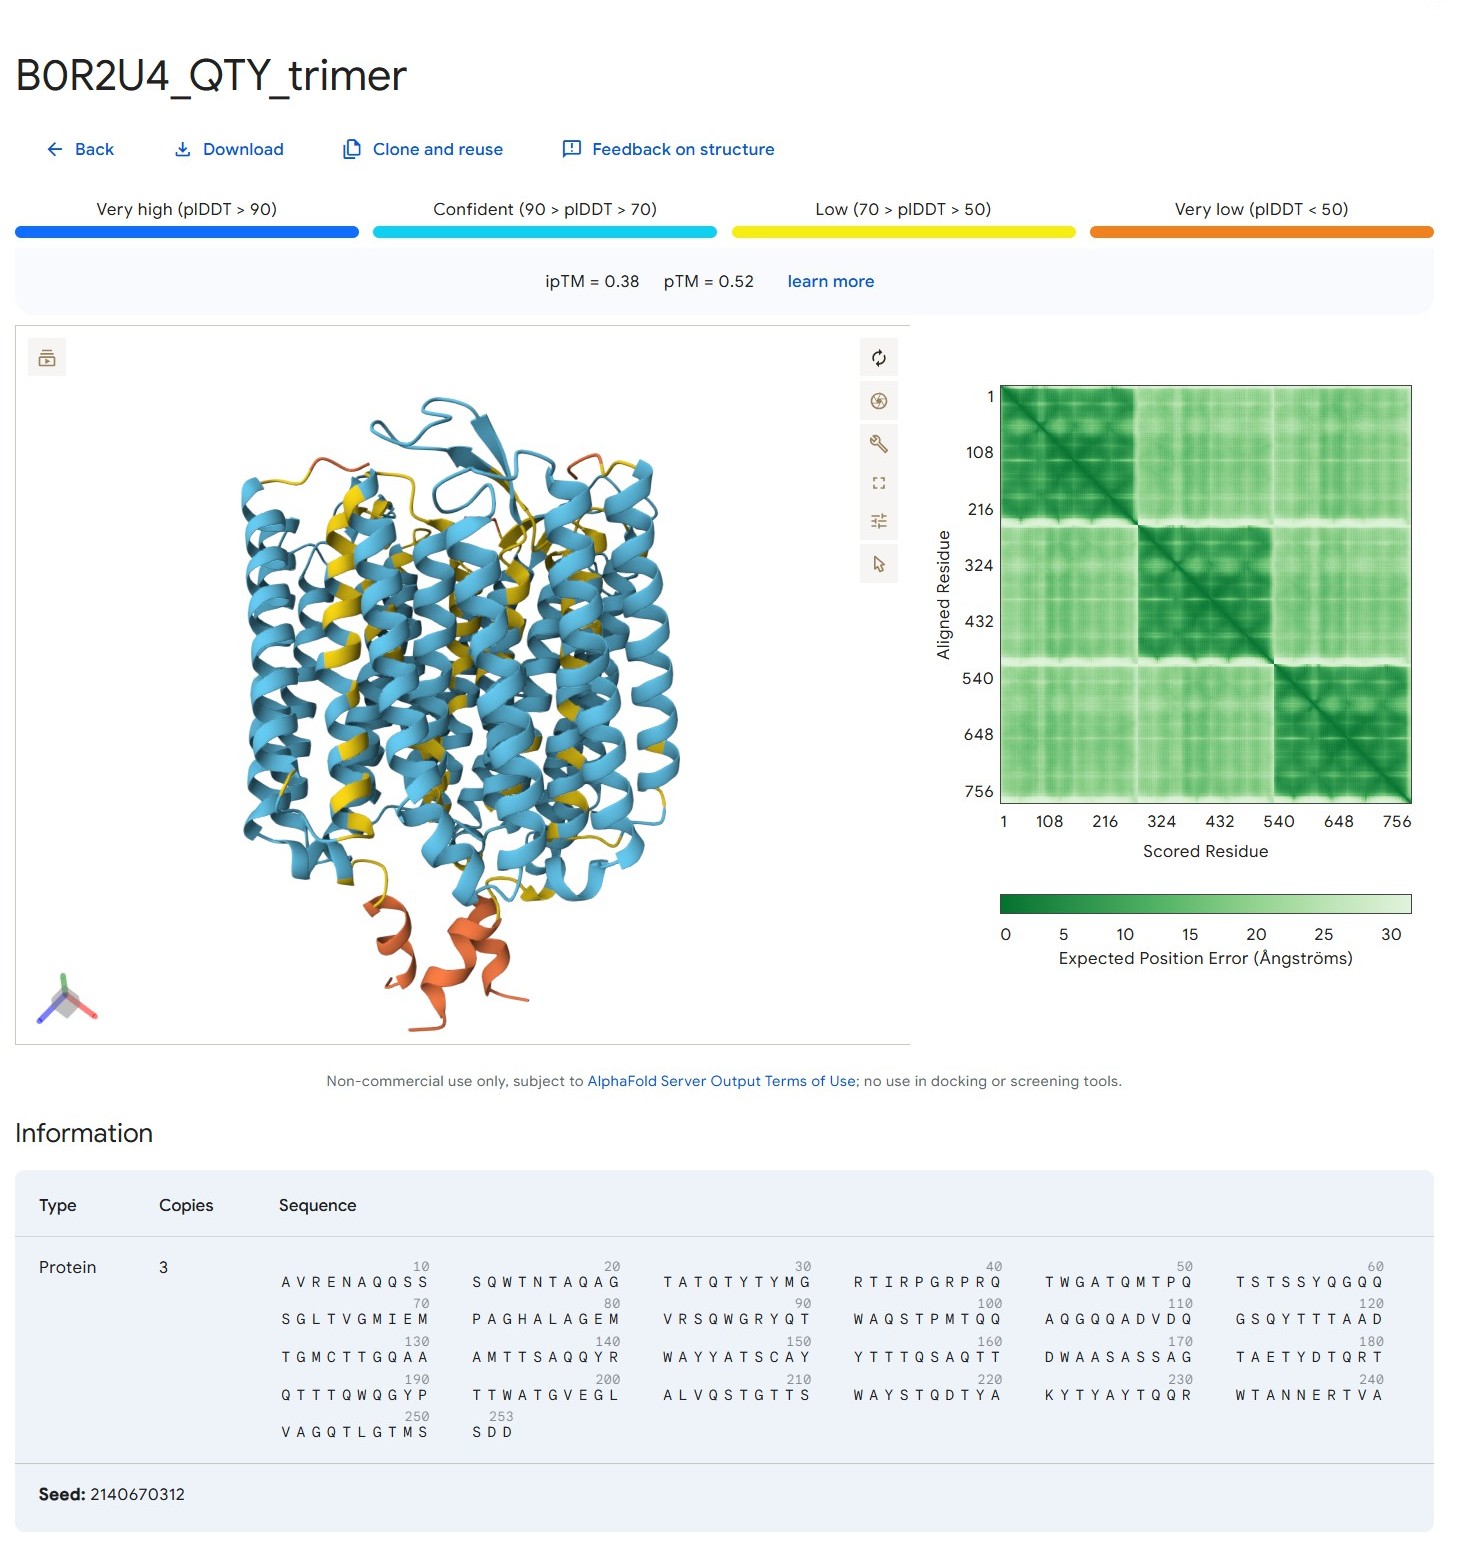 B0R2U4_QTY_trimer
Back Download Clone and reuse Feedback on structure
Very high (plDDT > 90) Confident (90 > plDDT > 70) Low (70 > plDDT > 50) Very low (plDDT < 50)
ipTM = 0.38 pTM = 0.52 learn more
1
108
216
324
432
540
648
756
Aligned Residue
1 108 216 324 432 540 648 756
Scored Residue
0 5 10 15 20 25 30
Expected Position Error (Ångströms)
Non-commercial use only, subject to AlphaFold Server Output Terms of Use; no use in docking or screening tools.
Information
Type Copies Sequence
Protein 3
10 20 30 40 50 60
AVRENAQQSS SQWTNTAQAG TATQTYTYMG RTIRPGRPRQ TWGATQMTPQ TSTSSYQGQQ
70 80 90 100 110 120
SGLTVGMIEM PAGHALAGEM VRSQWGRYQT WAQSTPMTQQ AQGQQADVDQ GSQYTTTAAD
130 140 150 160 170 180
TGMCTTGQAA AMTTSAQQYR WAYYATSCAY YTTTQSAQTT DWAASASSAG TAETYDTQRT
190 200 210 220 230 240
QTTTQWQGYP TTWATGVEGL ALVQSTGTTS WAYSTQDTYA KYTYAYTQQR WTANNERTVA
250 253
VAGQTLGTMS SDD
Seed: 2140670312